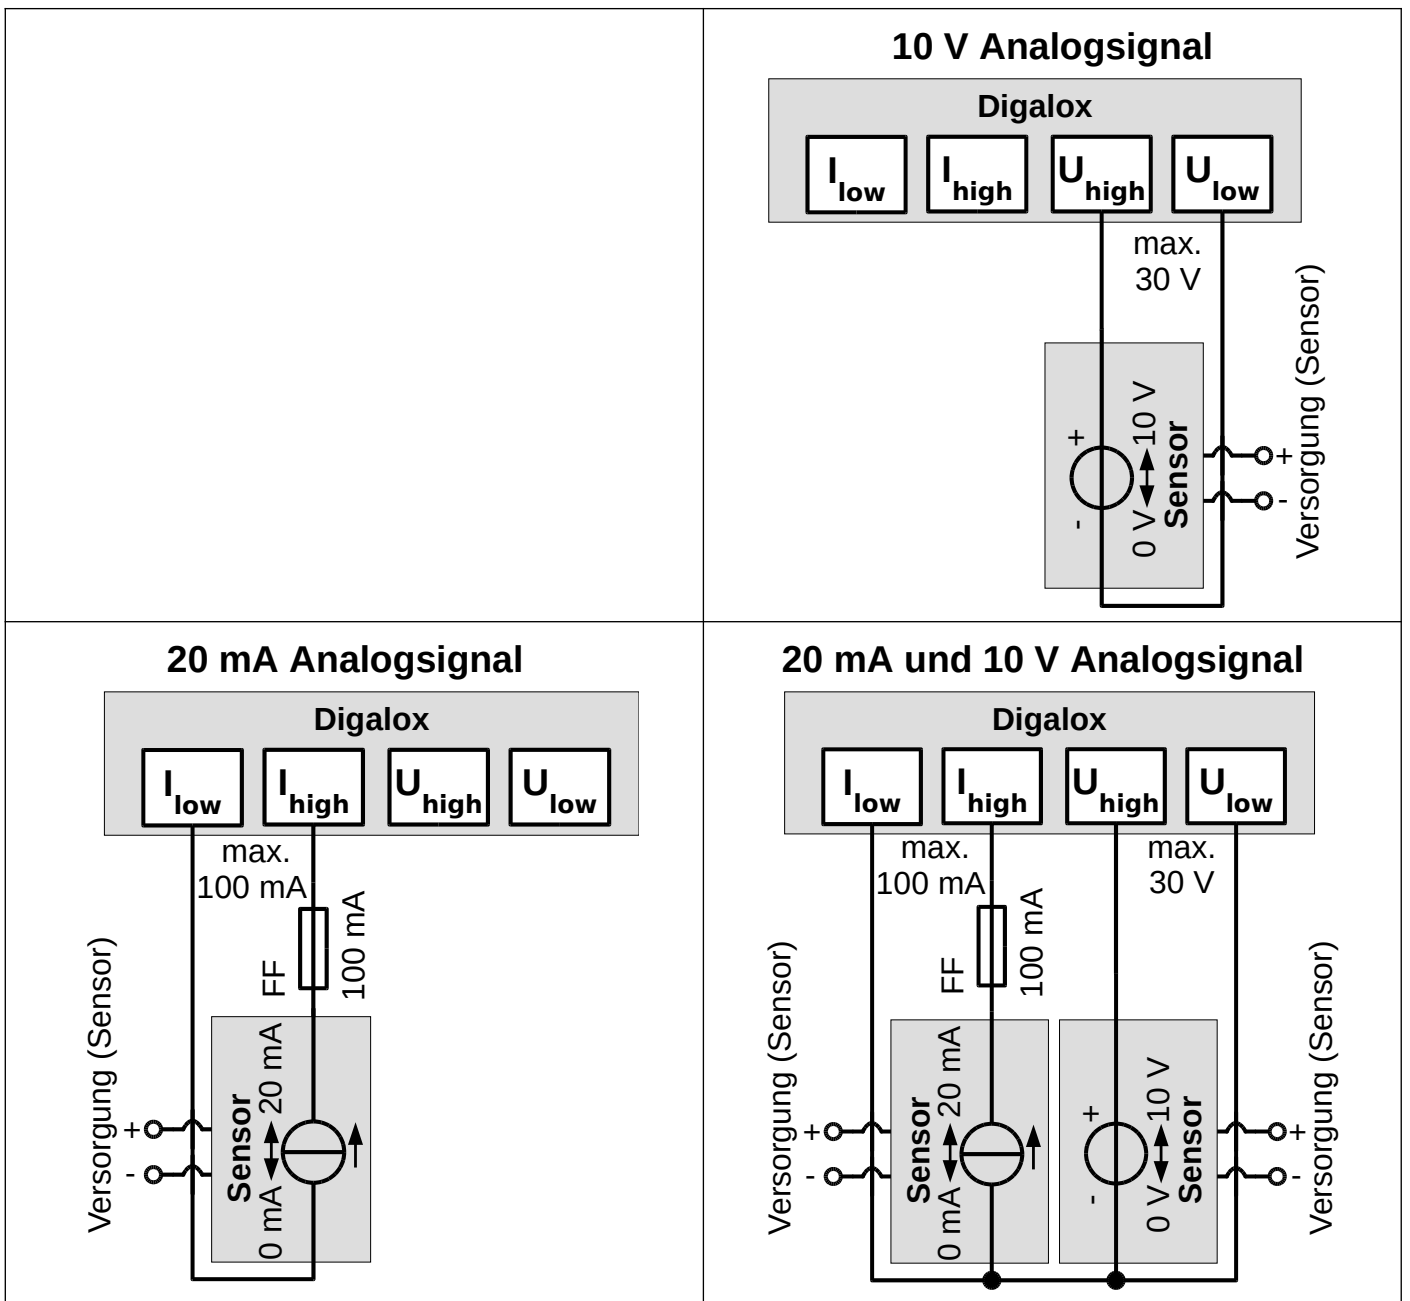 10 V Analogsignal
Digalox
I low
I high
U high
U low
max.
30 V
+
-
0 V
10 V
Sensor
+
-
Versorgung (Sensor)
20 mA Analogsignal
Digalox
I low
I high
U high
U low
max.
100 mA
FF
100 mA
Versorgung (Sensor)
+
-
Sensor
0 mA
20 mA
20 mA und 10 V Analogsignal
Digalox
I low
I high
U high
U low
max.
100 mA
max.
30 V
FF
100 mA
Versorgung (Sensor)
+
-
Sensor
0 mA
20 mA
+
-
0 V
10 V
Sensor
+
-
Versorgung (Sensor)